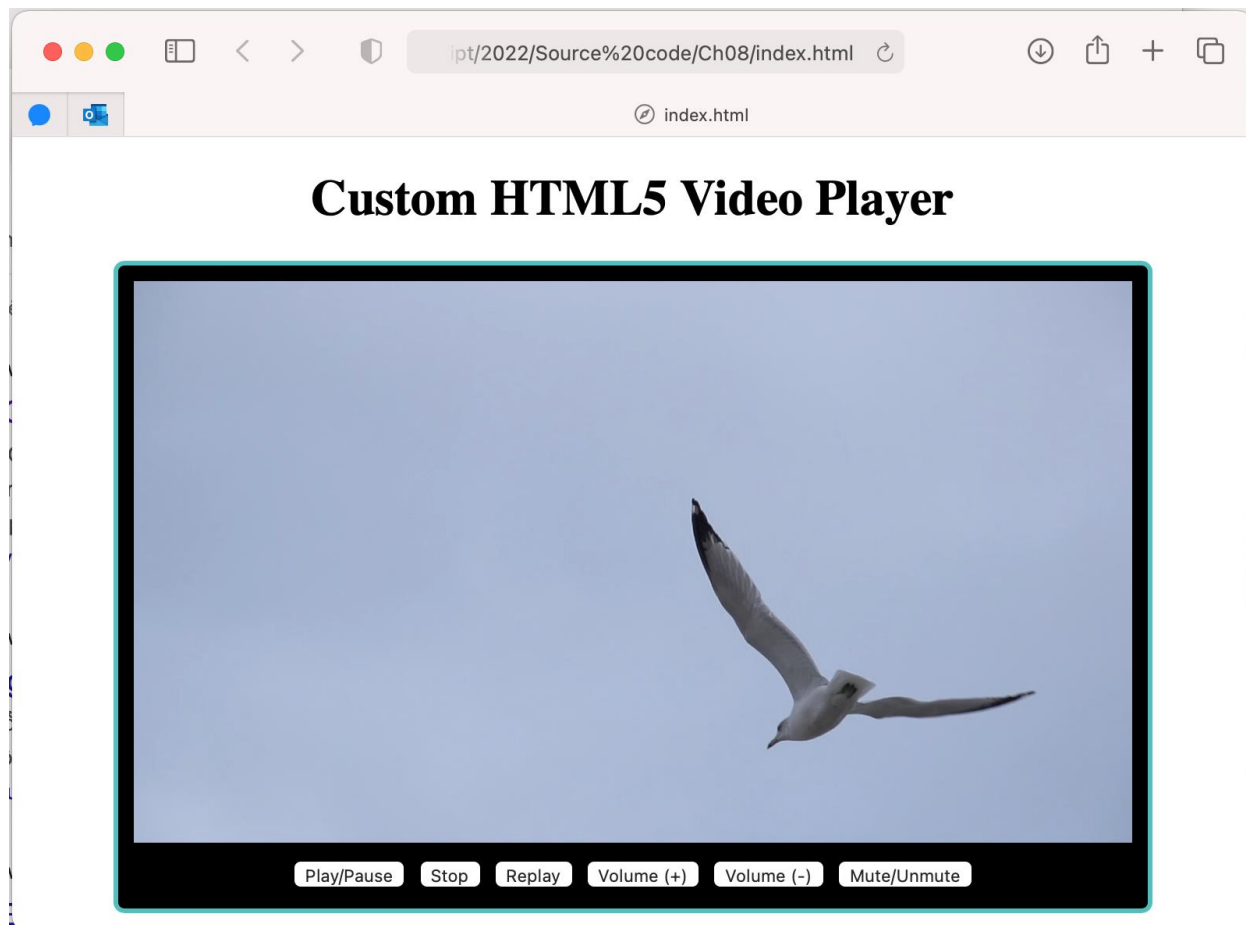 ipt/2022/Source%20code/Ch08/index.html
index.html
Custom HTML5 Video Player
Play/Pause Stop Replay Volume (+) Volume (-) Mute/Unmute